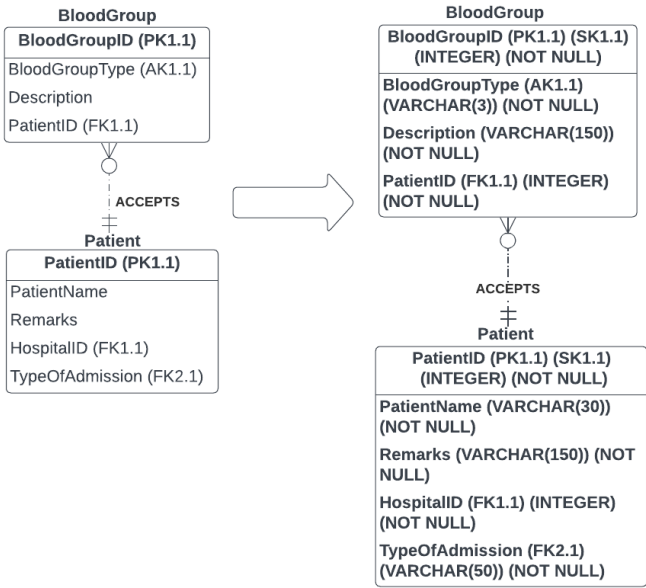 BloodGroup
BloodGroupID (PK1.1)
BloodGroupType (AK1.1)
Description
PatientID (FK1.1)
ACCEPTS
Patient
PatientID (PK1.1)
PatientName
Remarks
HospitalID (FK1.1)
TypeOfAdmission (FK2.1)
BloodGroup
BloodGroupID (PK1.1) (SK1.1)
(INTEGER) (NOT NULL)
BloodGroupType (AK1.1)
(VARCHAR(3)) (NOT NULL)
Description (VARCHAR(150))
(NOT NULL)
PatientID (FK1.1) (INTEGER)
(NOT NULL)
ACCEPTS
Patient
PatientID (PK1.1) (SK1.1)
(INTEGER) (NOT NULL)
PatientName (VARCHAR(30))
(NOT NULL)
Remarks (VARCHAR(150)) (NOT
NULL)
HospitalID (FK1.1) (INTEGER)
(NOT NULL)
TypeOfAdmission (FK2.1)
(VARCHAR(50)) (NOT NULL)